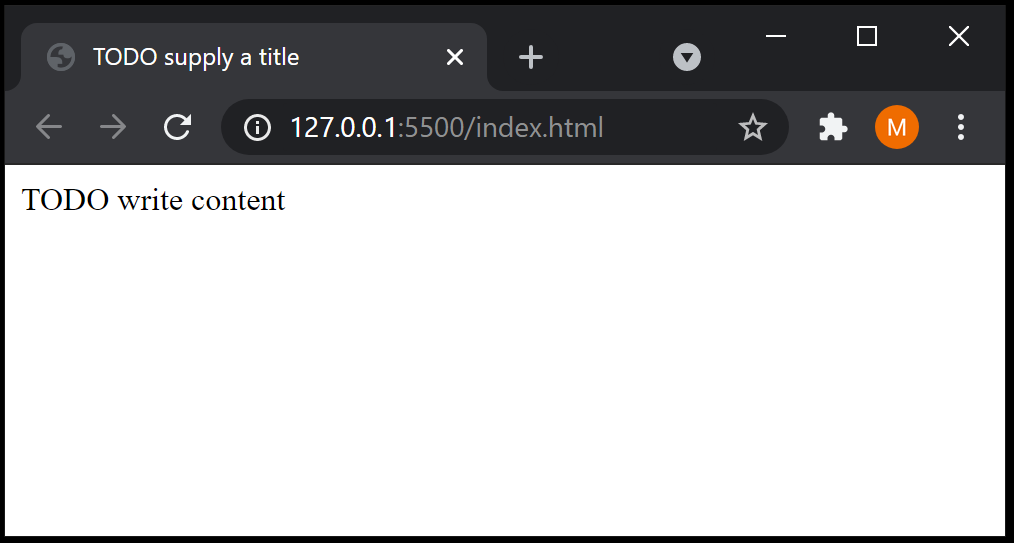 TODO supply a title
127.0.0.1:5500/index.html
M
TODO write content